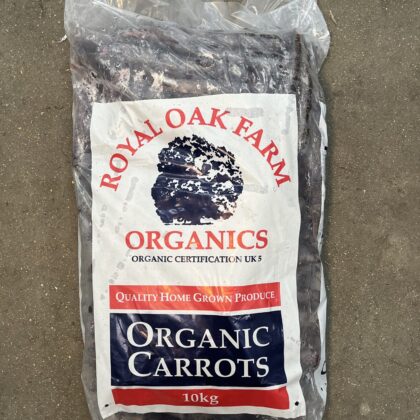 ROYAL OAK FARM
ORGANICS
ORGANIC CERTIFICATION UK 5
QUALITY HOME GROWN PRODUCE
ORGANIC
CARROTS
10kg